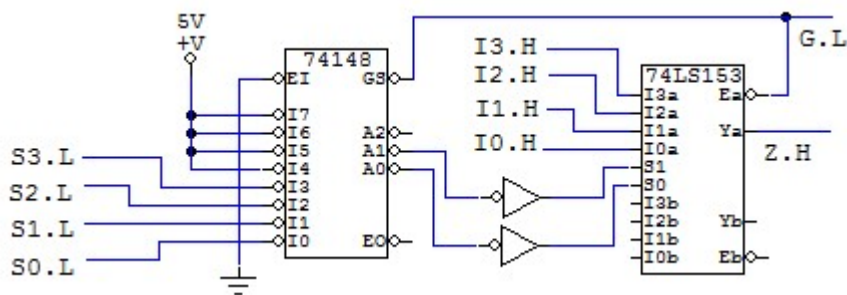 5V
+V
74148
EI
GS
I7
I6
I5
I4
I3
I2
I1
I0
A2
A1
A0
EO
S3.L
S2.L
S1.L
S0.L
I3.H
I2.H
I1.H
I0.H
74LS153
I3a
I2a
I1a
I0a
S1
S0
I3b
I2b
I1b
I0b
Ea
Ya
Yb
Eb
G.L
Z.H